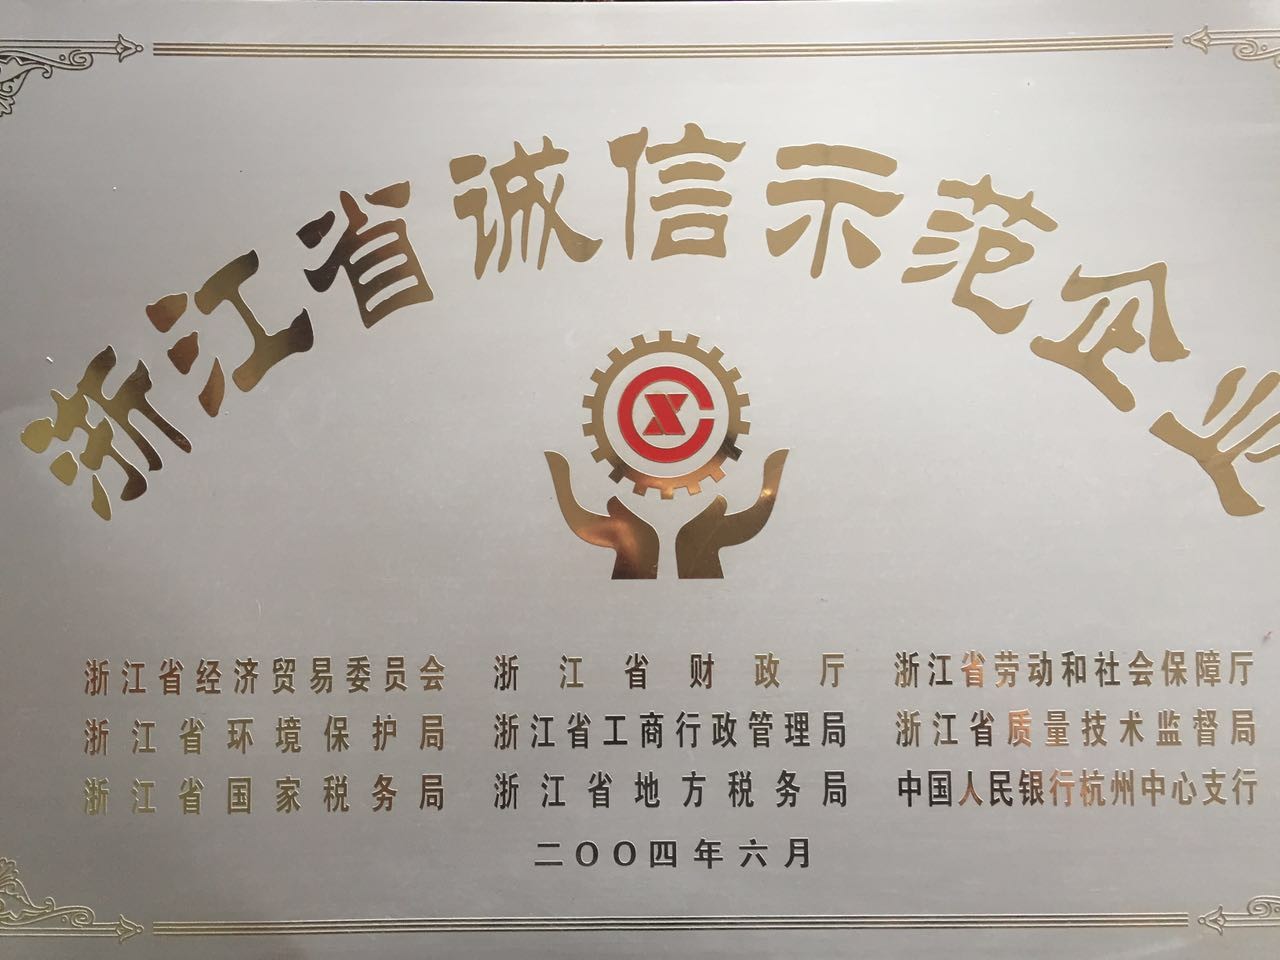 浙江省诚信示范企业
浙江省经济贸易委员会 浙江省财政厅 浙江省劳动和社会保障厅
浙江省环境保护局 浙江省工商行政管理局 浙江省质量技术监督局
浙江省国家税务局 浙江省地方税务局 中国人民银行杭州中心支行
二〇〇四年六月